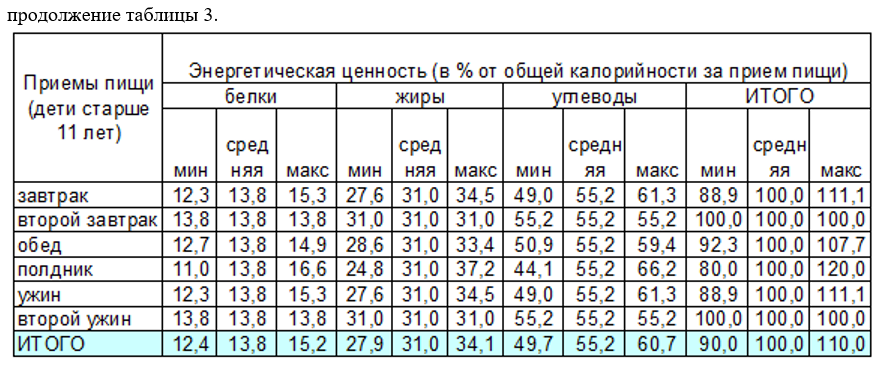 продолжение таблицы 3.
Приемы пищи (дети старше 11 лет) Энергетическая ценность (в % от общей калорийности за прием пищи)
белки жиры углеводы ИТОГО
мин средняя макс мин средняя макс мин средняя макс мин средняя макс
завтрак 12,3 13,8 15,3 27,6 31,0 34,5 49,0 55,2 61,3 88,9 100,0 111,1
второй завтрак 13,8 13,8 13,8 31,0 31,0 31,0 55,2 55,2 55,2 100,0 100,0 100,0
обед 12,7 13,8 14,9 28,6 31,0 33,4 50,9 55,2 59,4 92,3 100,0 107,7
полдник 11,0 13,8 16,6 24,8 31,0 37,2 44,1 55,2 66,2 80,0 100,0 120,0
ужин 12,3 13,8 15,3 27,6 31,0 34,5 49,0 55,2 61,3 88,9 100,0 111,1
второй ужин 13,8 13,8 13,8 31,0 31,0 31,0 55,2 55,2 55,2 100,0 100,0 100,0
ИТОГО 12,4 13,8 15,2 27,9 31,0 34,1 49,7 55,2 60,7 90,0 100,0 110,0